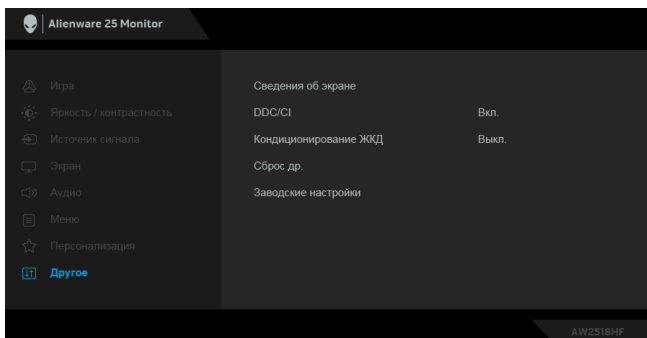 Alienware 25 Monitor
Игра
Яркость / контрастность
Источник сигнала
Экран
Аудио
Меню
Персонализация
Другое
Сведения об экране
DDC/CI Вкл.
Кондиционирование ЖКД Выкл.
Сброс др.
Заводские настройки
AW2518HF